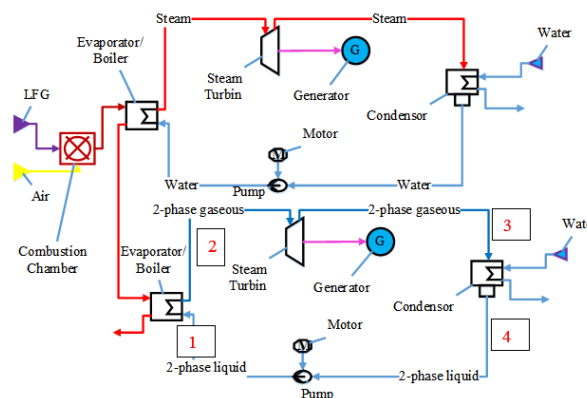 Steam
Steam
Evaporator/
Boiler
Water
G
LFG
Steam
Turbin
Generator
Condensor
Motor
M
Air
Water
Pump
Water
2-phase gaseous
2-phase gaseous
Combustion
Chamber
Evaporator/
Boiler
2
3
Wate
G
Steam
Turbin
Generator
Condensor
1
Motor
M
4
2-phase liquid
2-phase liquid
Pump